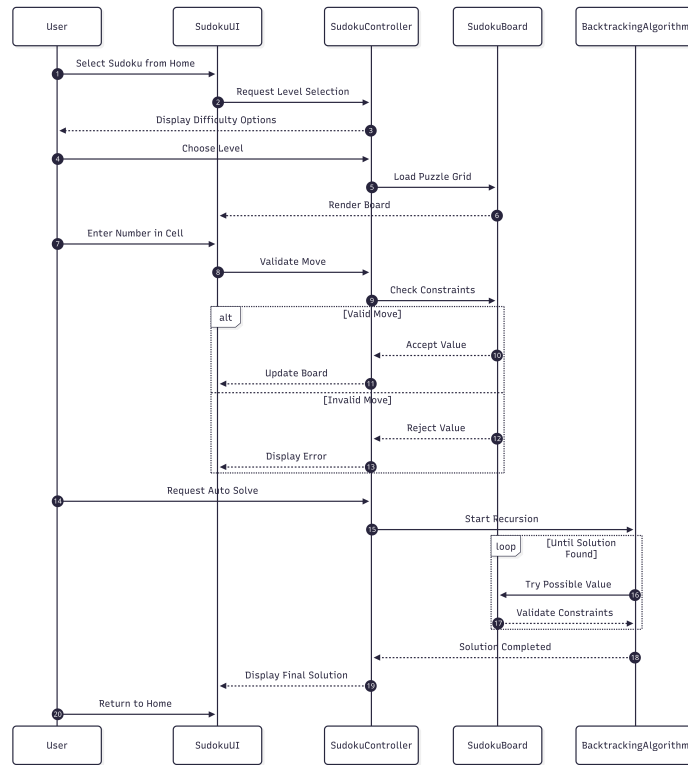 User
SudokuUI
SudokuController
SudokuBoard
BacktrackingAlgorithm
Select Sudoku from Home
1
Request Level Selection
2
Display Difficulty Options
3
Choose Level
4
Load Puzzle Grid
5
Render Board
6
Enter Number in Cell
7
Validate Move
8
Check Constraints
9
alt
[Valid Move]
Accept Value
10
Update Board
11
[Invalid Move]
Reject Value
12
Display Error
13
Request Auto Solve
14
Start Recursion
15
loop
[Until Solution
Found]
Try Possible Value
16
Validate Constraints
17
Solution Completed
18
Display Final Solution
19
Return to Home
20
User
SudokuUI
SudokuController
SudokuBoard
BacktrackingAlgorithm